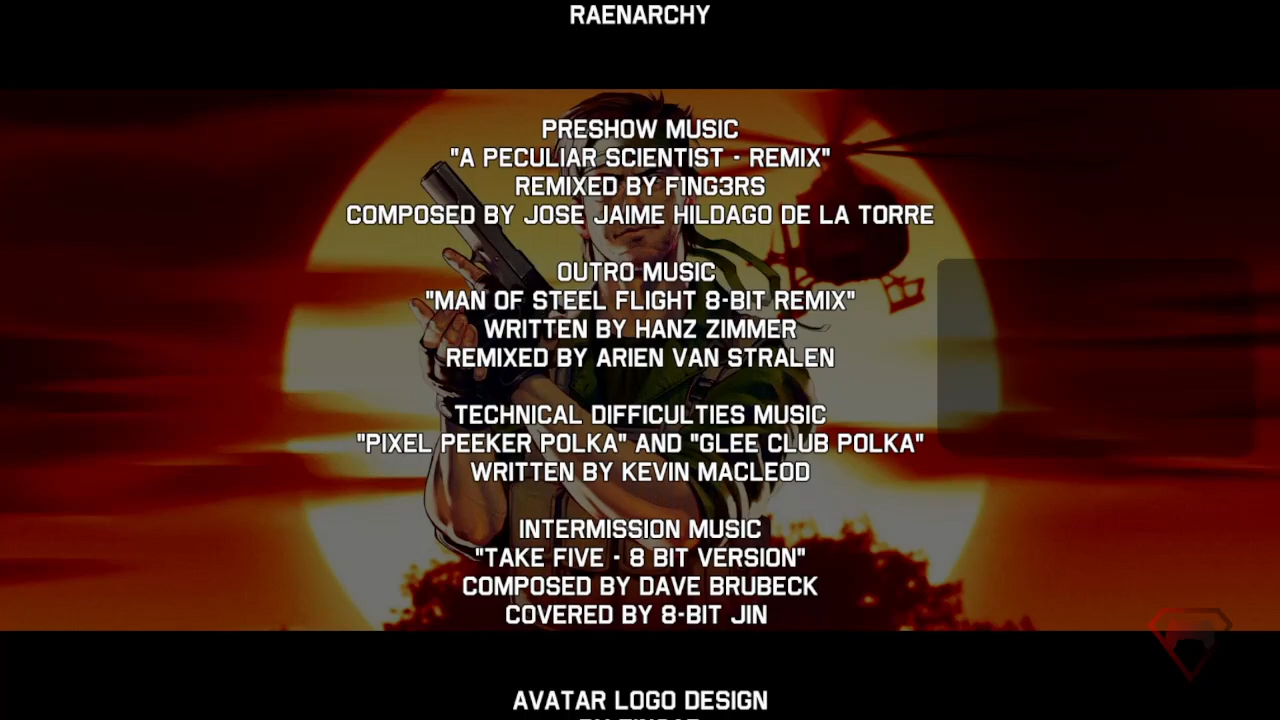 RAENARCHY
PRESHOW MUSIC
"A PECULIAR SCIENTIST - REMIX"
REMIXED BY F1NG3RS
COMPOSED BY JOSE JAIME HILDAGO DE LA TORRE
OUTRO MUSIC
"MAN OF STEEL FLIGHT 8-BIT REMIX"
WRITTEN BY HANZ ZIMMER
REMIXED BY ARIEN VAN STRALEN
TECHNICAL DIFFICULTIES MUSIC
"PIXEL PEEKER POLKA" AND "GLEE CLUB POLKA"
WRITTEN BY KEVIN MACLEOD
INTERMISSION MUSIC
"TAKE FIVE - 8 BIT VERSION"
COMPOSED BY DAVE BRUBECK
COVERED BY 8-BIT JIN
AVATAR LOGO DESIGN